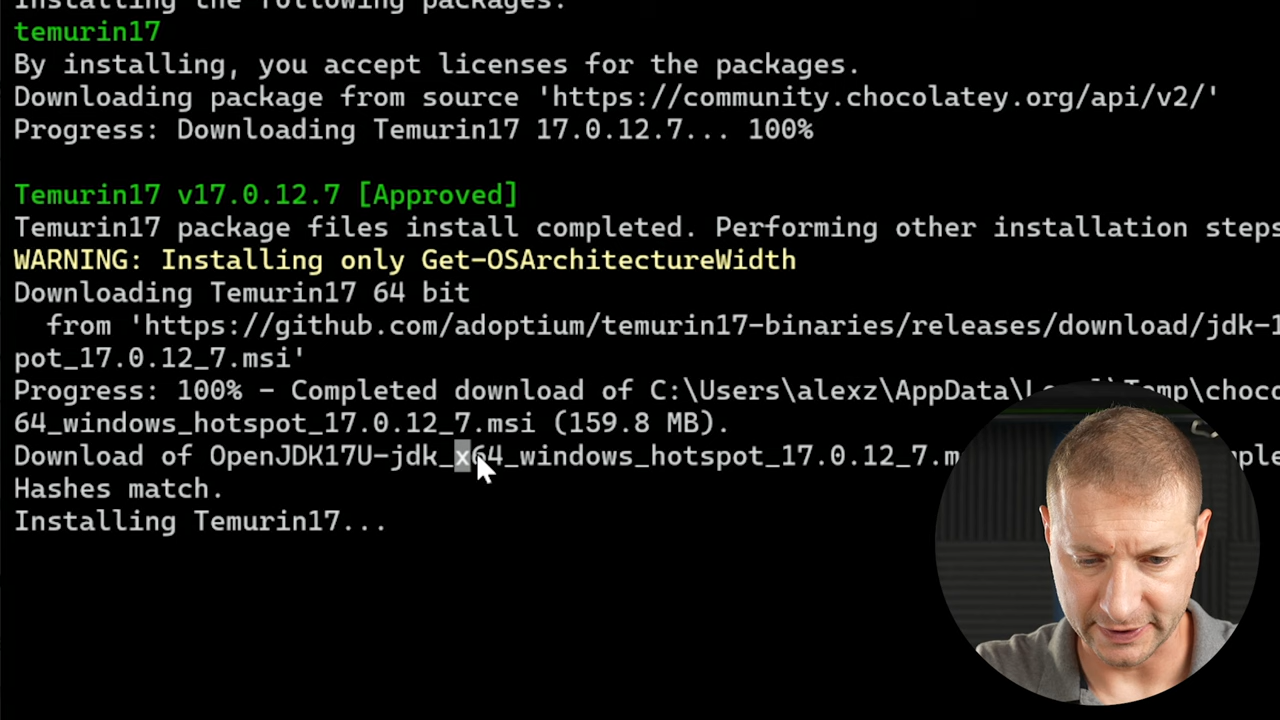 Installing the following packages:
temurin17
By installing, you accept licenses for the packages.
Downloading package from source 'https://community.chocolatey.org/api/v2/'
Progress: Downloading Temurin17 17.0.12.7... 100%
Temurin17 v17.0.12.7 [Approved]
Temurin17 package files install completed. Performing other installation steps
WARNING: Installing only Get-OSArchitectureWidth
Downloading Temurin17 64 bit
from 'https://github.com/adoptium/temurin17-binaries/releases/download/jdk-1
pot_17.0.12_7.msi'
Progress: 100% - Completed download of C:\Users\alexz\AppData\Local\Temp\choco
64_windows_hotspot_17.0.12_7.msi (159.8 MB).
Download of OpenJDK17U-jdk_x64_windows_hotspot_17.0.12_7.m
Hashes match.
Installing Temurin17...